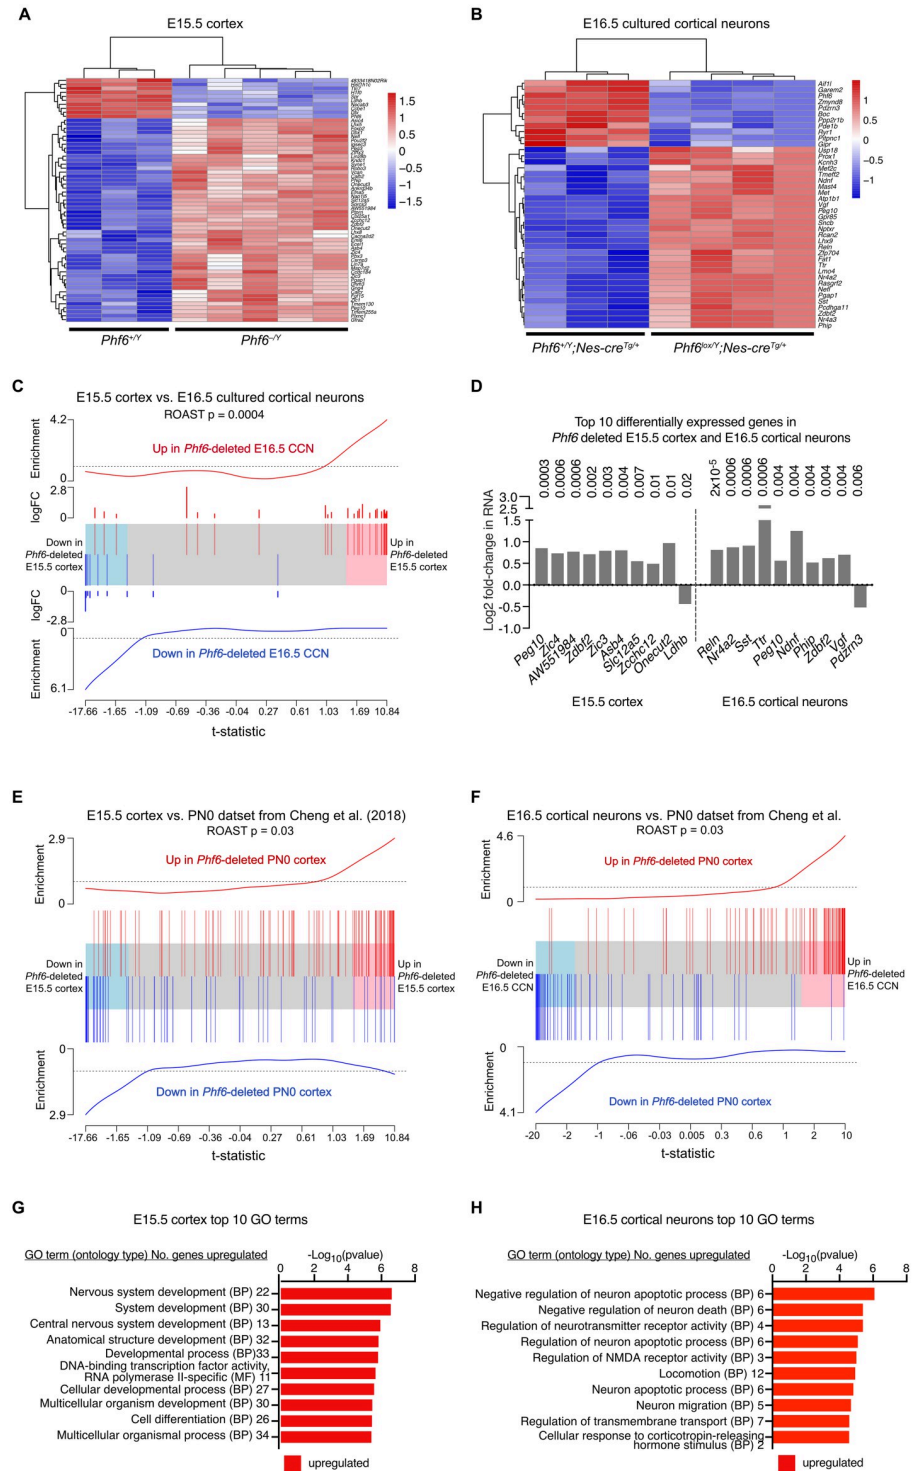 A
E15.5 cortex
4833418N02Rik
Phf6
Aw551984
Onecut2
Cacna2d2
Zic4
Tmem130
Peg10
Tmem255a
1.5
1
0.5
0
−0.5
−1
−1.5
Phf6+/Y
Phf6–/Y
B
E16.5 cultured cortical neurons
Aif1l
Garem2
Phf6
Zmynd8
Pdzrn3
Boc
Ppp2r1b
Pde1b
Ryr1
Pitpnc1
Gipr
Usp18
Prox1
Kcnh3
Mef2c
Tmeff2
Ndnf
Mast4
Met
Atp1b1
Vgf
Peg10
Gpr85
Sncb
Nptxr
Rcan2
Lhx9
Reln
Zfp704
Fat1
Ttr
Lmo4
Nr4a2
Rasgrf2
Nefl
Pgap1
Sst
Pcdhga11
Zdbf2
Nr4a3
Phip
1
0.5
0
−0.5
−1
Phf6+/Y;Nes-creTg/+
Phf6lox/Y;Nes-creTg/+
C
E15.5 cortex vs. E16.5 cultured cortical neurons
ROAST p = 0.0004
4.2
Enrichment
0
Up in Phf6-deleted E16.5 CCN
2.8
logFC
0
Down in
Phf6-deleted
E15.5 cortex
Up in
Phf6-deleted
E15.5 cortex
0
logFC
-2.8
0
Enrichment
6.1
Down in Phf6-deleted E16.5 CCN
-17.66 -1.65 -1.09 -0.69 -0.36 -0.04 0.27 0.61 1.03 1.69 10.84
t-statistic
D
Top 10 differentially expressed genes in
Phf6 deleted E15.5 cortex and E16.5 cortical neurons
0.0003 0.0006 0.0006 0.002 0.003 0.004 0.007 0.01 0.01 0.02 2x10-5 0.0006 0.0006 0.0006 0.004 0.004 0.004 0.004 0.004 0.006
Log2 fold-change in RNA
3.0
2.5
1.5
1.0
0.5
0.0
-0.5
-1.0
Peg10 Zic4 AW551984 Zdbf2 Zic3 Asb4 Slc12a5 Zcchc12 Onecut2 Ldhb Reln Nr4a2 Sst Ttr Peg10 Ndnf Phip Zdbf2 Vgf Pdzrn3
E15.5 cortex
E16.5 cortical neurons
E
E15.5 cortex vs. PN0 datset from Cheng et al. (2018)
ROAST p = 0.03
2.9
Enrichment
0
Up in Phf6-deleted PN0 cortex
Down in
Phf6-deleted
E15.5 cortex
Up in
Phf6-deleted
E15.5 cortex
0
Enrichment
2.9
Down in Phf6-deleted PN0 cortex
-17.66 -1.65 -1.09 -0.69 -0.36 -0.04 0.27 0.61 1.03 1.69 10.84
t-statistic
F
E16.5 cortical neurons vs. PN0 datset from Cheng et al.
ROAST p = 0.03
4.6
Enrichment
0
Up in Phf6-deleted PN0 cortex
Down in
Phf6-deleted
E16.5 CCN
Up in
Phf6-deleted
E16.5 CCN
0
Enrichment
4.1
Down in Phf6-deleted PN0 cortex
-20 -2 -1 -.06 -0.03 0.005 0.3 0.6 1 2 10
t-statistic
G
E15.5 cortex top 10 GO terms
GO term (ontology type) No. genes upregulated
-Log10(pvalue)
0 2 4 6 8
Nervous system development (BP) 22
System development (BP) 30
Central nervous system development (BP) 13
Anatomical structure development (BP) 32
Developmental process (BP)33
DNA-binding transcription factor activity,
RNA polymerase II-specific (MF) 11
Cellular developmental process (BP) 27
Multicellular organism development (BP) 30
Cell differentiation (BP) 26
Multicellular organismal process (BP) 34
upregulated
H
E16.5 cortical neurons top 10 GO terms
GO term (ontology type) No. genes upregulated
-Log10(pvalue)
0 2 4 6 8
Negative regulation of neuron apoptotic process (BP) 6
Negative regulation of neuron death (BP) 6
Regulation of neurotransmitter receptor activity (BP) 4
Regulation of neuron apoptotic process (BP) 6
Regulation of NMDA receptor activity (BP) 3
Locomotion (BP) 12
Neuron apoptotic process (BP) 6
Neuron migration (BP) 5
Regulation of transmembrane transport (BP) 7
Cellular response to corticotropin-releasing
hormone stimulus (BP) 2
upregulated